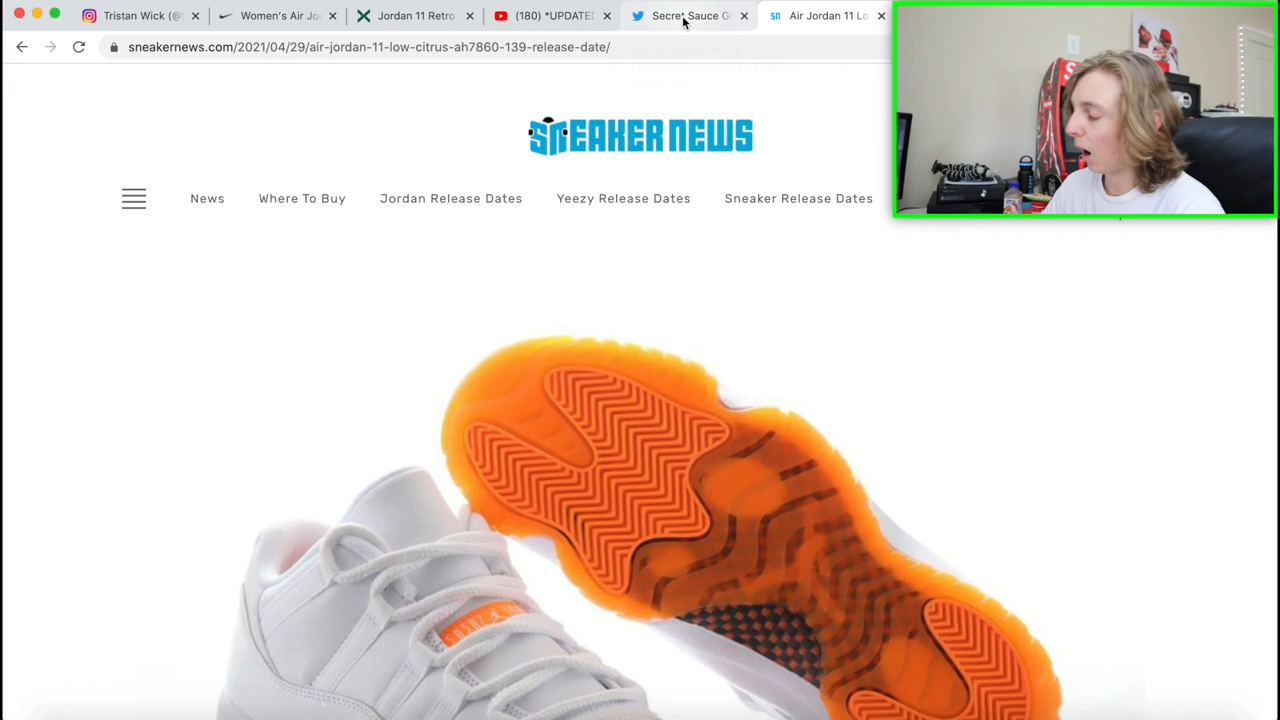 Tristan Wick (@
Women's Air Jo
Jordan 11 Retro
(180) *UPDATE
Secret Sauce G
Air Jordan 11 Lo
sneakernews.com/2021/04/29/air-jordan-11-low-citrus-ah7860-139-release-date/
SNEAKER NEWS
News
Where To Buy
Jordan Release Dates
Yeezy Release Dates
Sneaker Release Dates